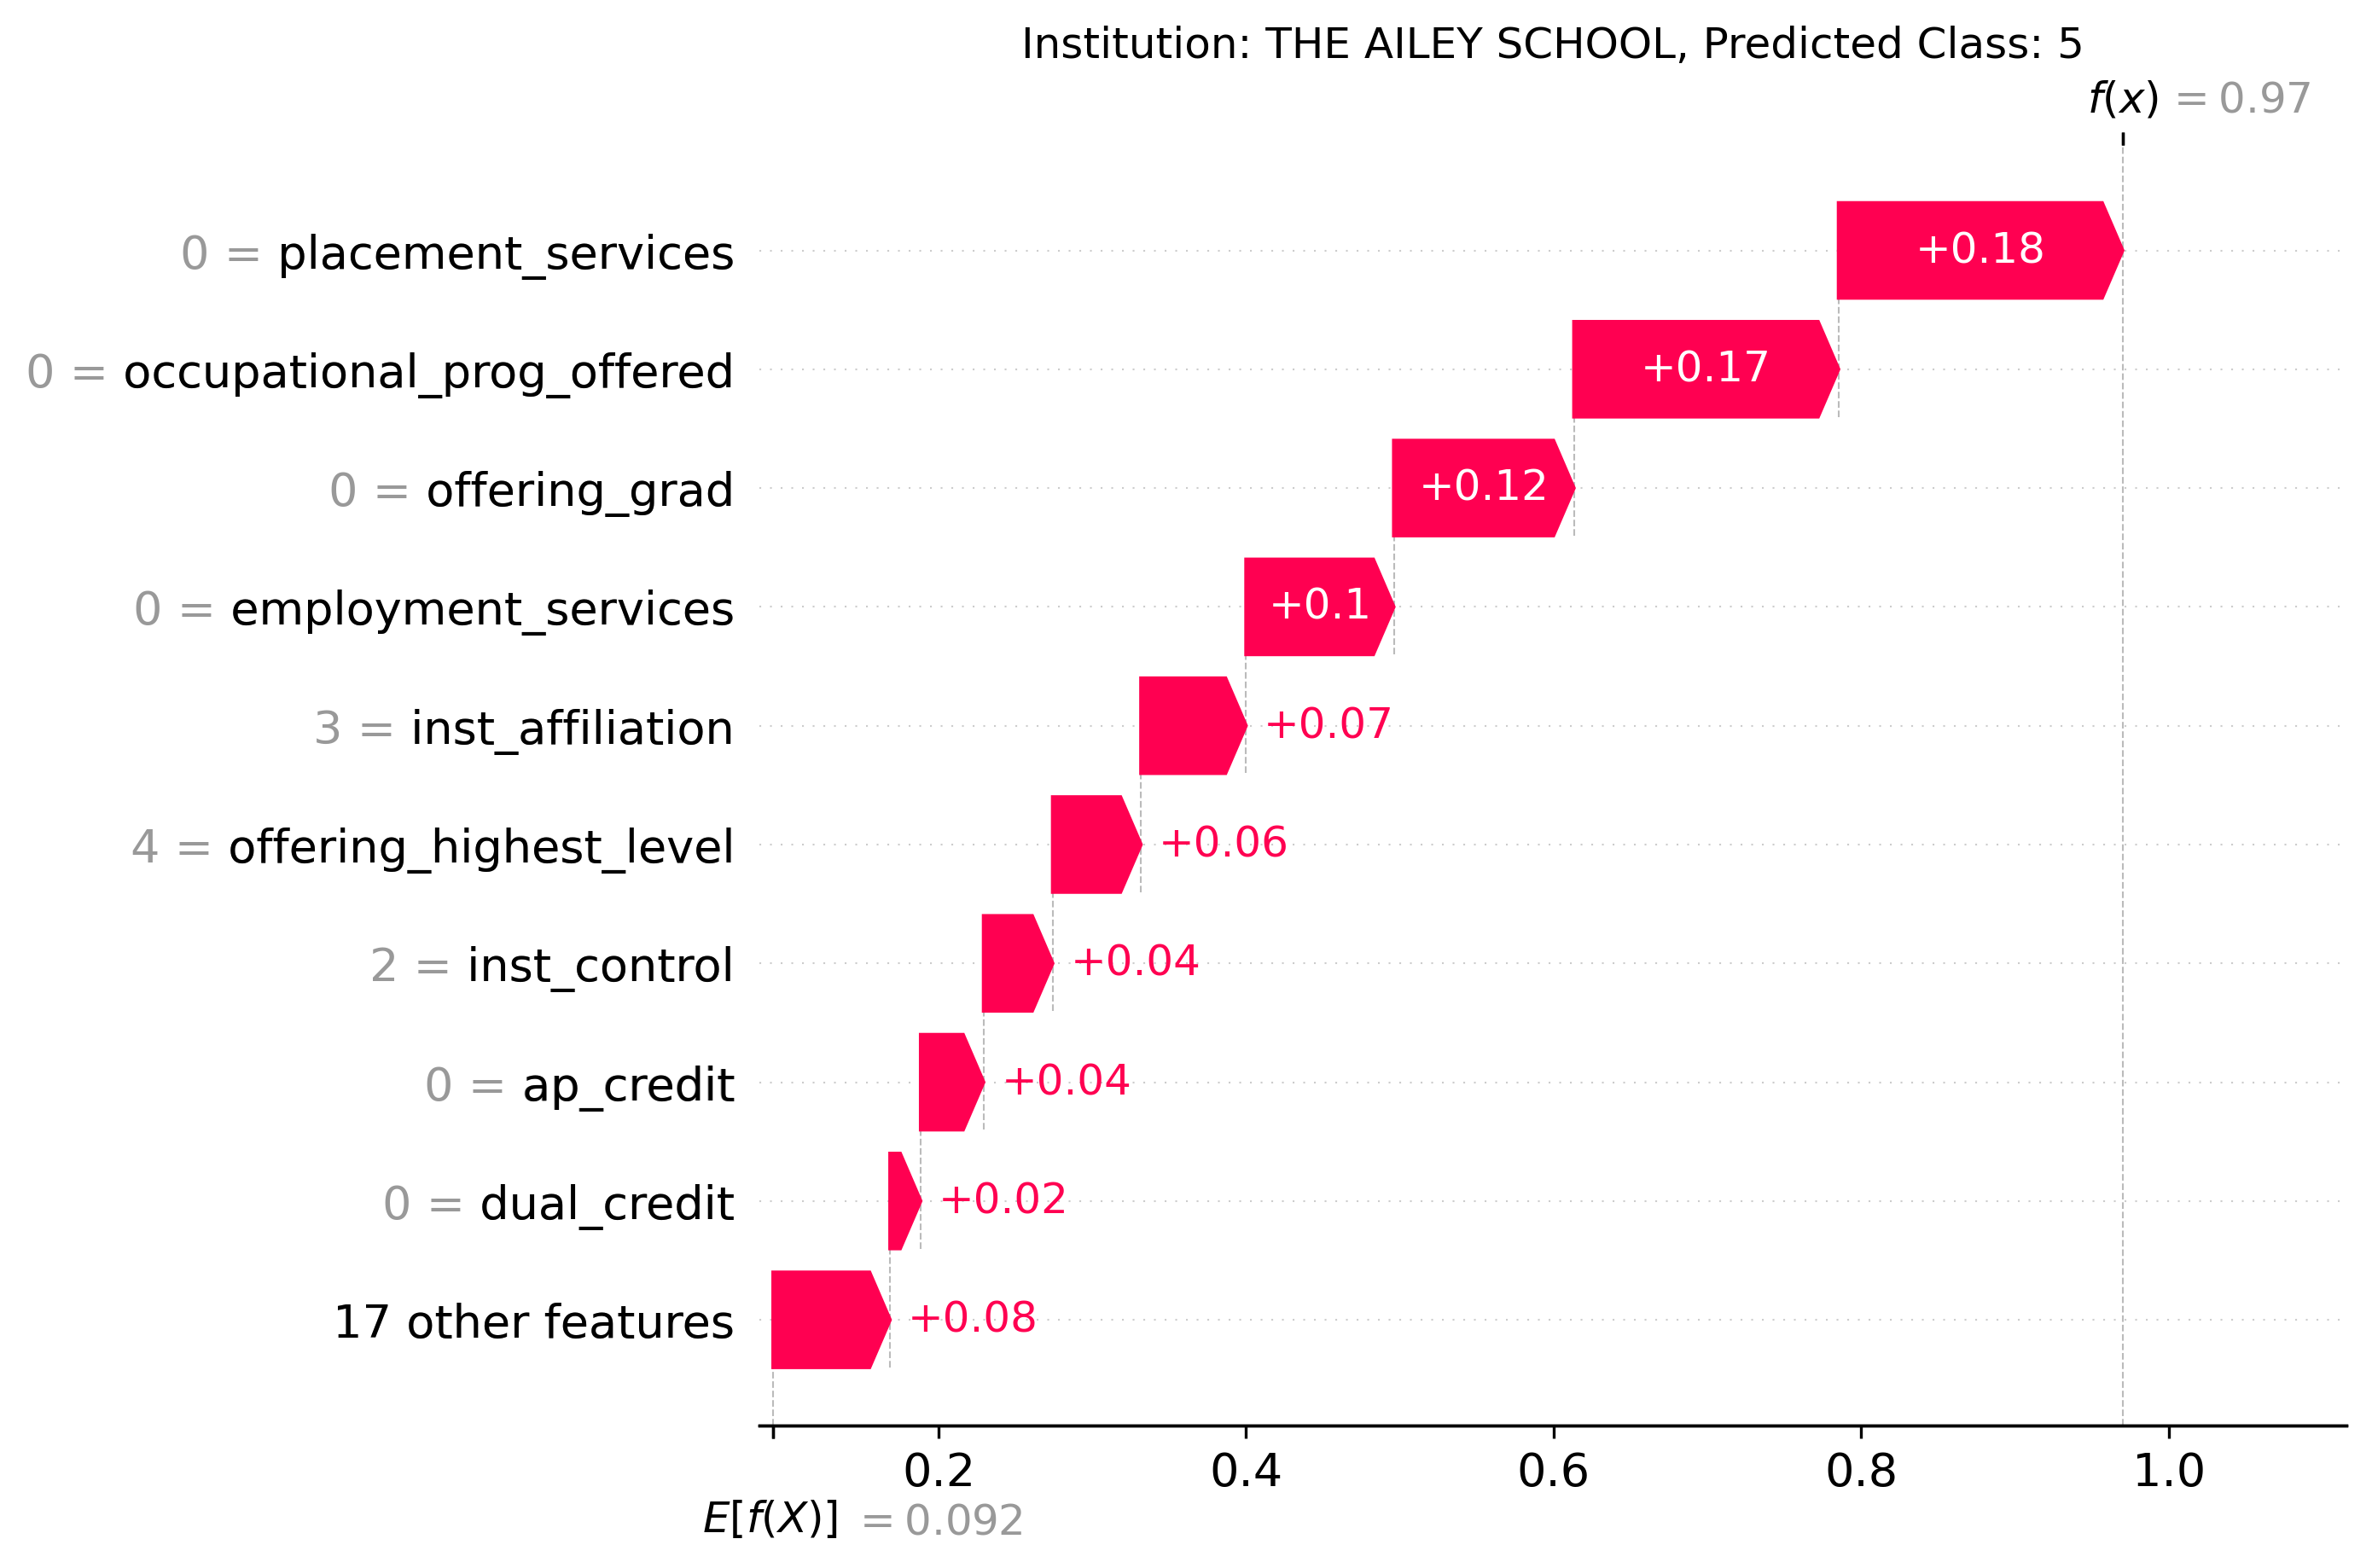 Institution: THE AILEY SCHOOL, Predicted Class: 5
f(x) = 0.97
0 = placement_services +0.18
0 = occupational_prog_offered +0.17
0 = offering_grad +0.12
0 = employment_services +0.1
3 = inst_affiliation +0.07
4 = offering_highest_level +0.06
2 = inst_control +0.04
0 = ap_credit +0.04
0 = dual_credit +0.02
17 other features +0.08
0.2 0.4 0.6 0.8 1.0
E[f(X)] = 0.092